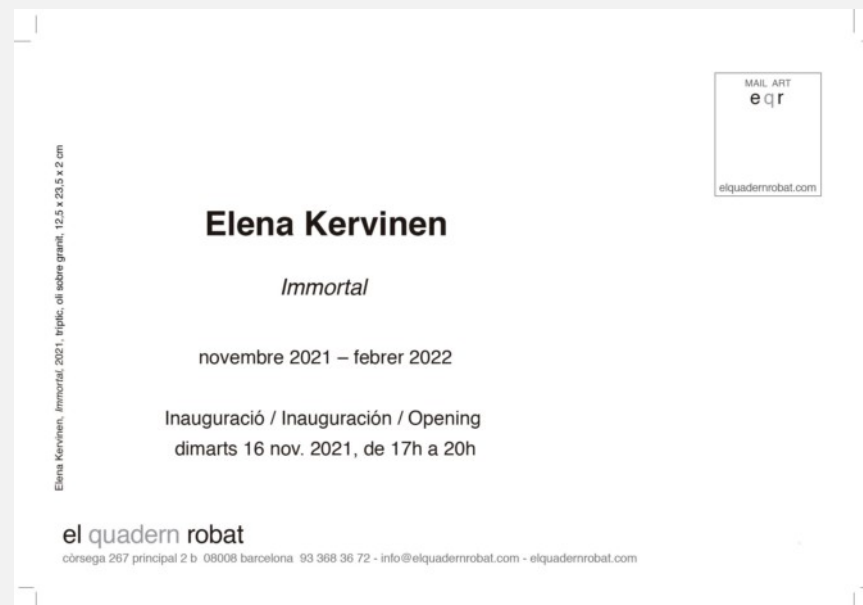 MAIL ART
eqr
elquadernrobat.com
Elena Kervinen, Immortal, 2021, tríptic, oli sobre granit, 12,5 x 23,5 x 2 cm
Elena Kervinen
Immortal
novembre 2021 – febrer 2022
Inauguració / Inauguración / Opening
dimarts 16 nov. 2021, de 17h a 20h
el quadern robat
còrsega 267 principal 2 b 08008 barcelona 93 368 36 72 - info@elquadernrobat.com - elquadernrobat.com